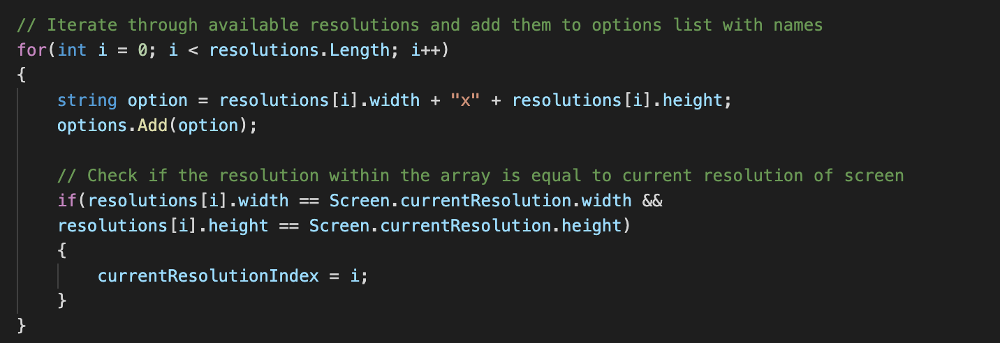 // Iterate through available resolutions and add them to options list with names
for(int i = 0; i < resolutions.Length; i++)
{
    string option = resolutions[i].width + "x" + resolutions[i].height;
    options.Add(option);

    // Check if the resolution within the array is equal to current resolution of screen
    if(resolutions[i].width == Screen.currentResolution.width &&
    resolutions[i].height == Screen.currentResolution.height)
    {
        currentResolutionIndex = i;
    }
}